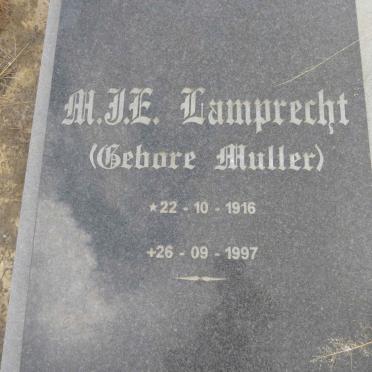 M.J.E. Lamprecht
(Gebore Muller)
*22 - 10 - 1916
+26 - 09 - 1997